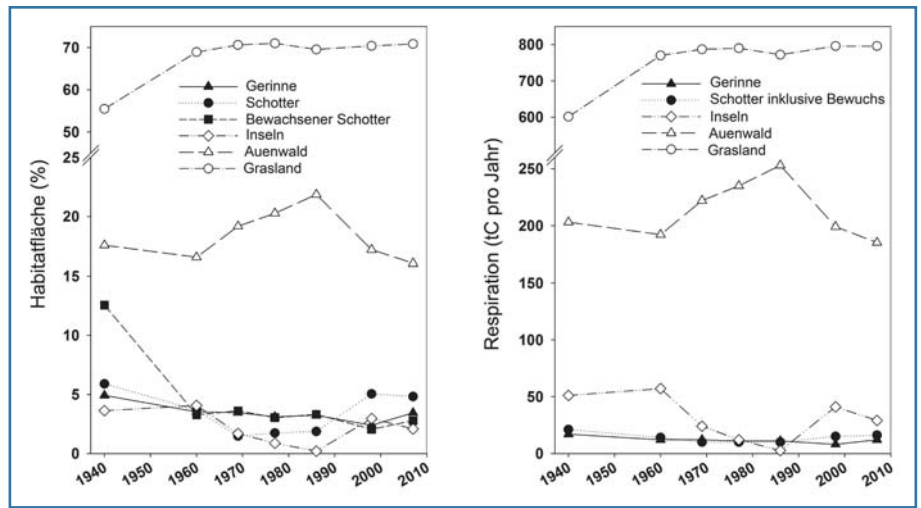 Habitatfläche (%)
70
60
50
25
20
15
10
5
0
Gerinne
Schotter
Bewachsener Schotter
Inseln
Auenwald
Grasland
1940
1950
1960
1970
1980
1990
2000
2010
Respiration (tC pro Jahr)
800
700
600
250
200
150
100
50
0
Gerinne
Schotter inklusive Bewuchs
Inseln
Auenwald
Grasland
1940
1950
1960
1970
1980
1990
2000
2010